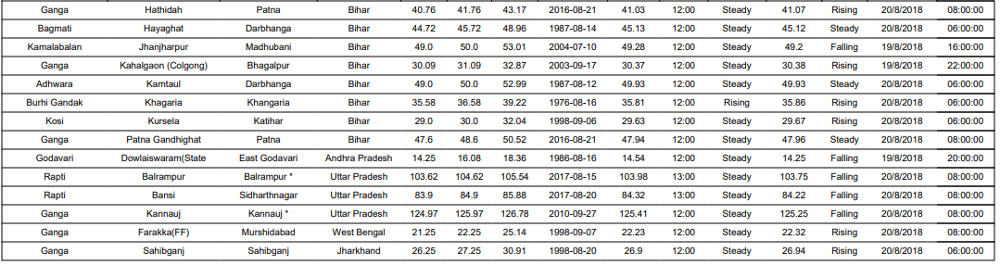 Ganga Hathidah Patna Bihar 40.76 41.76 43.17 2016-08-21 41.03 12:00 Steady 41.07 Rising 20/8/2018 08:00:00
Bagmati Hayaghat Darbhanga Bihar 44.72 45.72 48.96 1987-08-14 45.13 12:00 Steady 45.12 Steady 20/8/2018 06:00:00
Kamalabalan Jhanjharpur Madhubani Bihar 49.0 50.0 53.01 2004-07-10 49.28 12:00 Steady 49.2 Falling 19/8/2018 16:00:00
Ganga Kahalgaon (Colgong) Bhagalpur Bihar 30.09 31.09 32.87 2003-09-17 30.37 12:00 Steady 30.38 Rising 19/8/2018 22:00:00
Adhwara Kamtaul Darbhanga Bihar 49.0 50.0 52.99 1987-08-12 49.93 12:00 Steady 49.93 Steady 20/8/2018 06:00:00
Burhi Gandak Khagaria Khangaria Bihar 35.58 36.58 39.22 1976-08-16 35.81 12:00 Rising 35.86 Rising 20/8/2018 06:00:00
Kosi Kursela Katihar Bihar 29.0 30.0 32.04 1998-09-06 29.63 12:00 Steady 29.67 Rising 20/8/2018 06:00:00
Ganga Patna Gandhighat Patna Bihar 47.6 48.6 50.52 2016-08-21 47.94 12:00 Steady 47.96 Steady 20/8/2018 08:00:00
Godavari Dowlaiswaram(State East Godavari Andhra Pradesh 14.25 16.08 18.36 1986-08-16 14.54 12:00 Steady 14.25 Falling 19/8/2018 20:00:00
Rapti Balrampur Balrampur * Uttar Pradesh 103.62 104.62 105.54 2017-08-15 103.98 13:00 Steady 103.75 Falling 20/8/2018 08:00:00
Rapti Bansi Sidharthnagar Uttar Pradesh 83.9 84.9 85.88 2017-08-20 84.32 13:00 Steady 84.22 Falling 20/8/2018 08:00:00
Ganga Kannauj Kannauj * Uttar Pradesh 124.97 125.97 126.78 2010-09-27 125.41 12:00 Steady 125.25 Falling 20/8/2018 08:00:00
Ganga Farakka(FF) Murshidabad West Bengal 21.25 22.25 25.14 1998-09-07 22.23 12:00 Steady 22.32 Rising 20/8/2018 08:00:00
Ganga Sahibganj Sahibganj Jharkhand 26.25 27.25 30.91 1998-08-20 26.9 12:00 Steady 26.94 Rising 20/8/2018 06:00:00